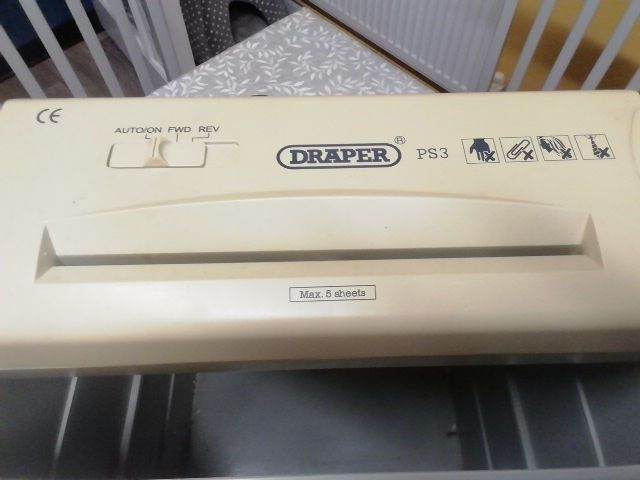 CE
AUTO/ON FWD REV
DRAPER® PS3
Max. 5 sheets